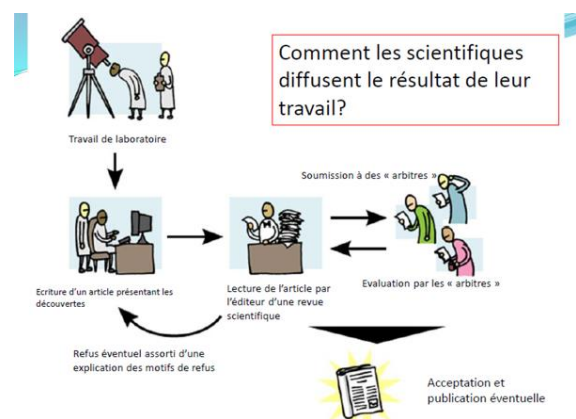 Comment les scientifiques
diffusent le résultat de leur
travail?
Travail de laboratoire
Soumission à des « arbitres »
Ecriture d'un article présentant les
découvertes
Lecture de l'article par
l'éditeur d'une revue
scientifique
Evaluation par les « arbitres »
Refus éventuel assorti d'une
explication des motifs de refus
Acceptation et
publication éventuelle